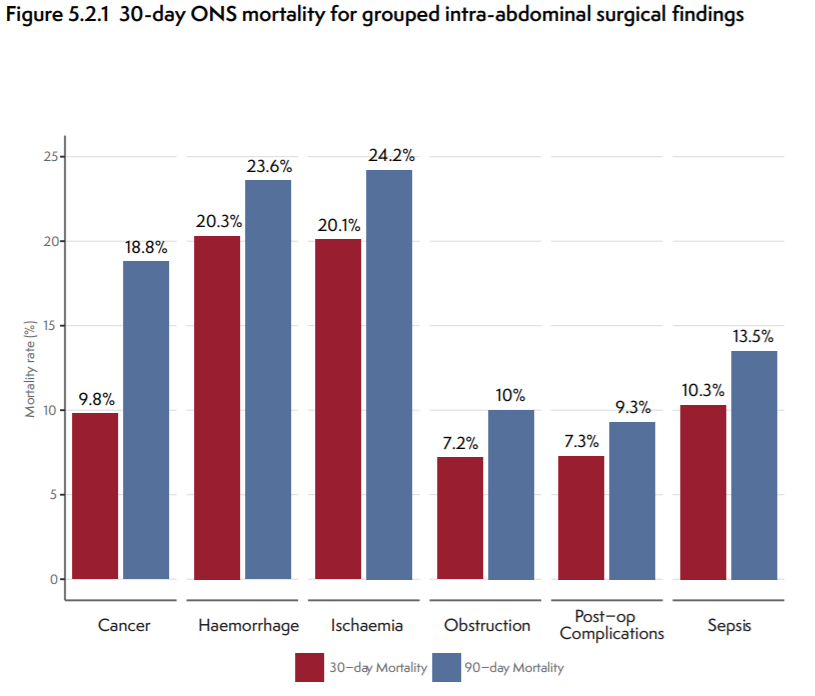 Figure 5.2.1 30-day ONS mortality for grouped intra-abdominal surgical findings
Mortality rate (%)
25
20
15
10
5
0
9.8%
18.8%
20.3%
23.6%
20.1%
24.2%
7.2%
10%
7.3%
9.3%
10.3%
13.5%
Cancer
Haemorrhage
Ischaemia
Obstruction
Post-op
Complications
Sepsis
30-day Mortality
90-day Mortality